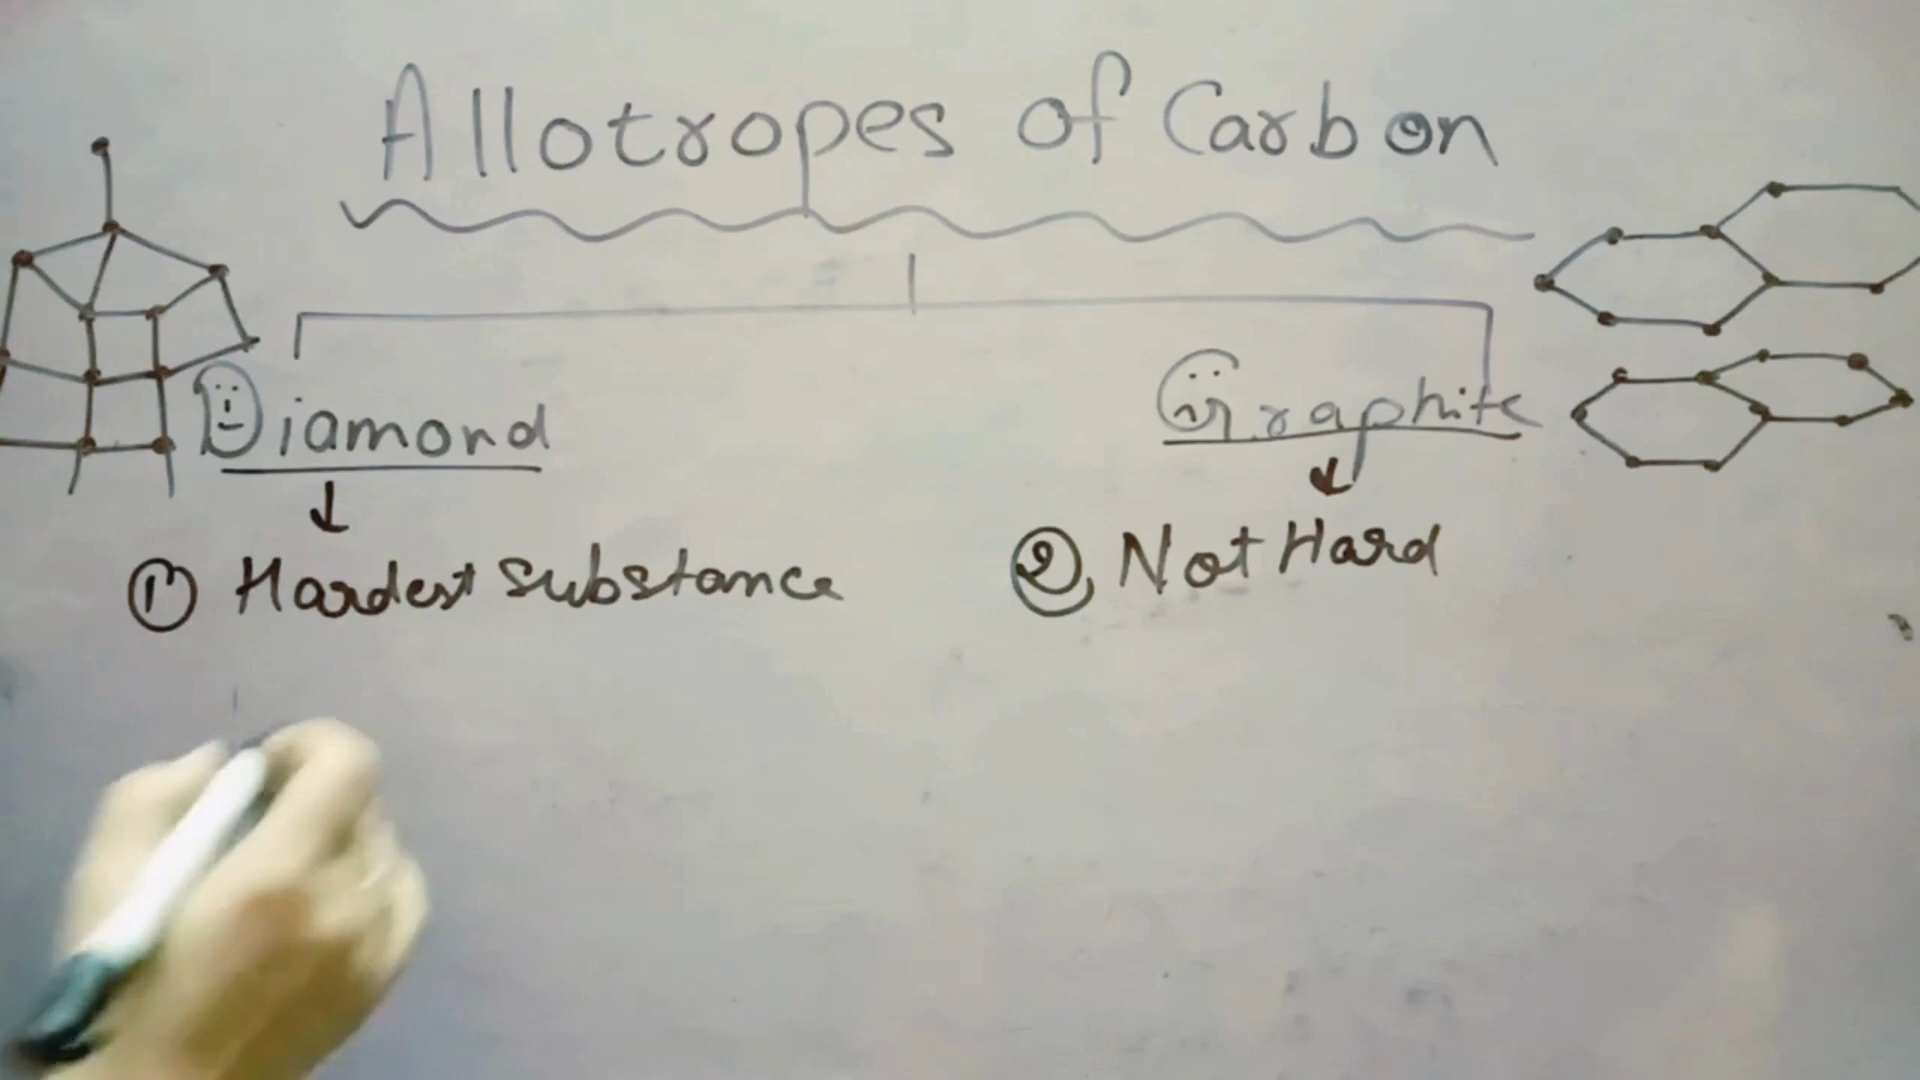 Allotropes of Carbon
Diamond
Graphite
① Hardest substance
② Not Hard